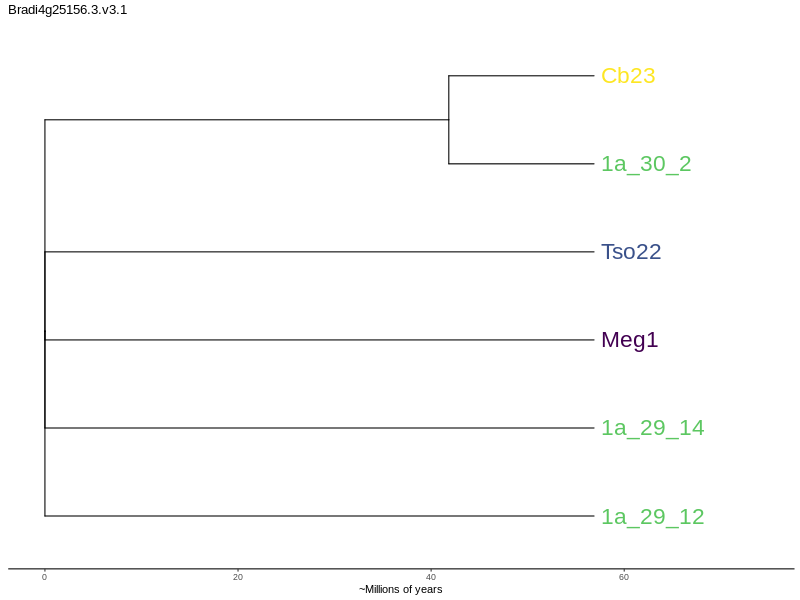 Bradi4g25156.3.v3.1
Cb23
1a_30_2
Tso22
Meg1
1a_29_14
1a_29_12
0 20 40 60
~Millions of years